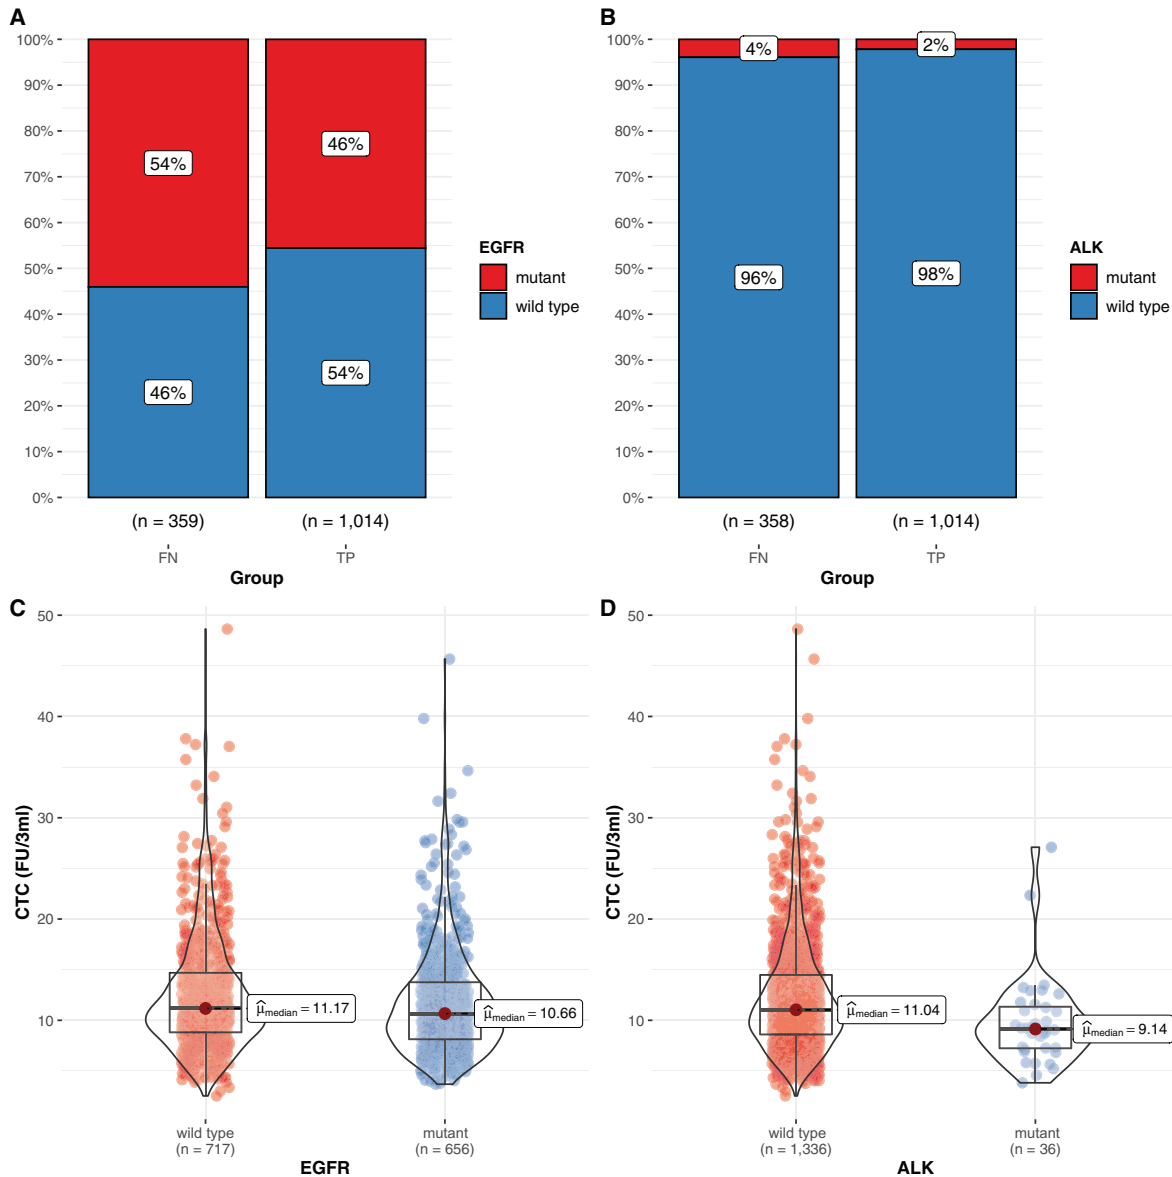 A
100%
90%
80%
70%
60%
50%
40%
30%
20%
10%
0%
54%
46%
46%
54%
(n = 359)
(n = 1,014)
FN
TP
Group
EGFR
mutant
wild type
B
100%
90%
80%
70%
60%
50%
40%
30%
20%
10%
0%
4%
2%
96%
98%
(n = 358)
(n = 1,014)
FN
TP
Group
ALK
mutant
wild type
C
50
40
30
20
10
CTC (FU/3ml)
μ̂median = 11.17
μ̂median = 10.66
wild type
(n = 717)
mutant
(n = 656)
EGFR
D
50
40
30
20
10
CTC (FU/3ml)
μ̂median = 11.04
μ̂median = 9.14
wild type
(n = 1,336)
mutant
(n = 36)
ALK